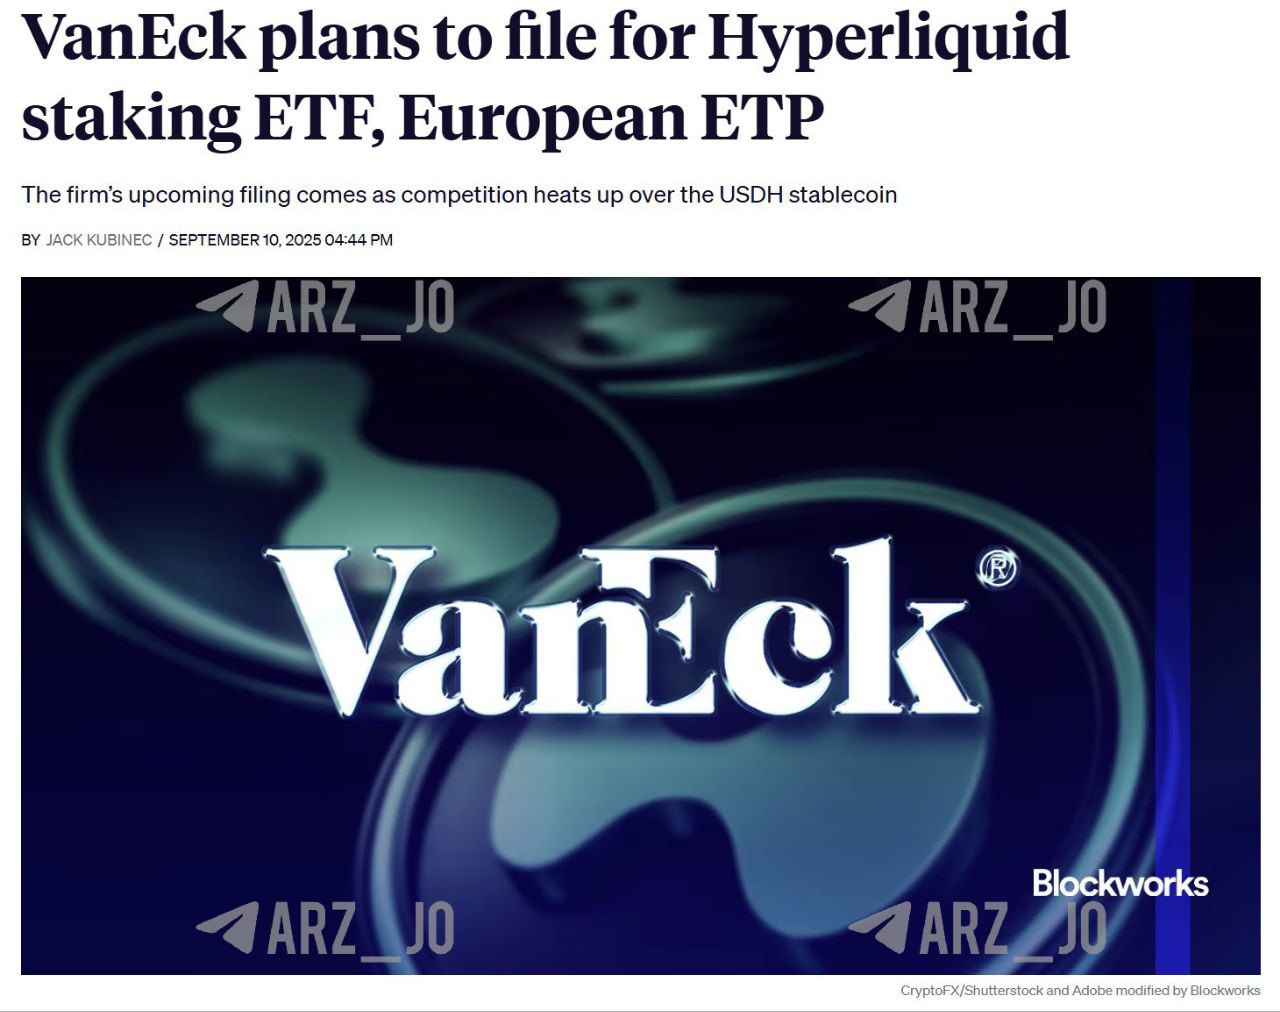 VanEck plans to file for Hyperliquid
staking ETF, European ETP
The firm’s upcoming filing comes as competition heats up over the USDH stablecoin
BY JACK KUBINEC / SEPTEMBER 10, 2025 04:44 PM
ARZ_JO ARZ_JO
VanEck®
Blockworks
ARZ_JO ARZ_JO
CryptoFX/Shutterstock and Adobe modified by Blockworks